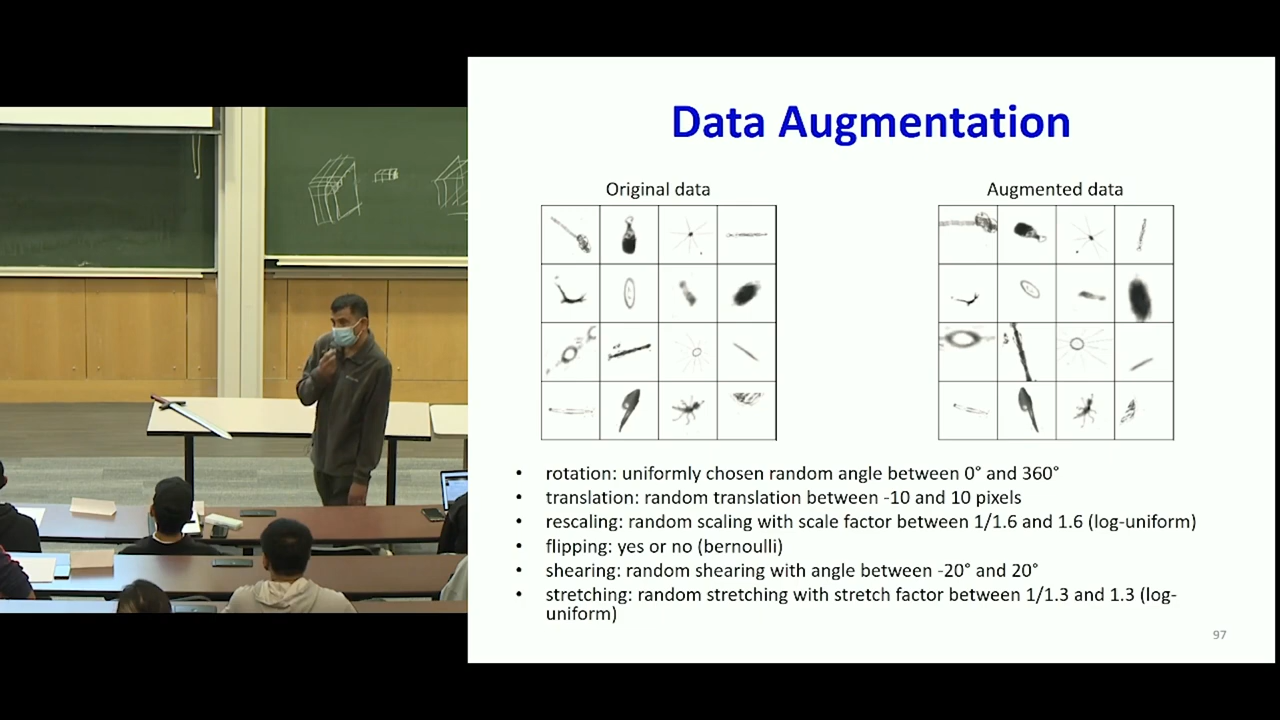 Data Augmentation
Original data
Augmented data
• rotation: uniformly chosen random angle between 0° and 360°
• translation: random translation between -10 and 10 pixels
• rescaling: random scaling with scale factor between 1/1.6 and 1.6 (log-uniform)
• flipping: yes or no (bernoulli)
• shearing: random shearing with angle between -20° and 20°
• stretching: random stretching with stretch factor between 1/1.3 and 1.3 (log-
uniform)
97